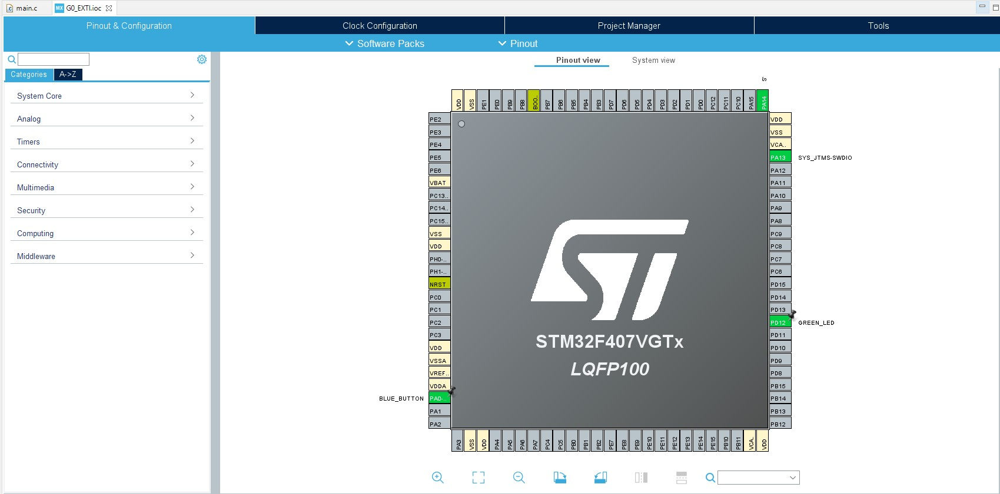 main.c
MX G0_EXTI.ioc
Pinout & Configuration
Clock Configuration
Project Manager
Tools
Software Packs
Pinout
Pinout view
System view
Categories
A->Z
System Core
Analog
Timers
Connectivity
Multimedia
Security
Computing
Middleware
S
VDD
VSS
PE1
PE0
PB9
PB8
BOO..
PB7
PB6
PB5
PB4
PB3
PD7
PD6
PD5
PD4
PD3
PD2
PD1
PD0
PC12
PC11
PC10
PA15
PA14
PE2
PE3
PE4
PE5
PE6
VBAT
PC13..
PC14..
PC15..
VSS
VDD
PH0-..
PH1-..
NRST
PC0
PC1
PC2
PC3
VDD
VSSA
VREF..
VDDA
BLUE_BUTTON
PA0-..
PA1
PA2
ST
STM32F407VGTx
LQFP100
VDD
VSS
VCA..
PA13
SYS_JTMS-SWDIO
PA12
PA11
PA10
PA9
PA8
PC9
PC8
PC7
PC6
PD15
PD14
PD13
PD12
GREEN_LED
PD11
PD10
PD9
PD8
PB15
PB14
PB13
PB12
PA3
VSS
VDD
PA4
PA5
PA6
PA7
PC4
PC5
PB0
PB1
PB2
PE7
PE8
PE9
PE10
PE11
PE12
PE13
PE14
PE15
PB10
PB11
VCA..
VDD